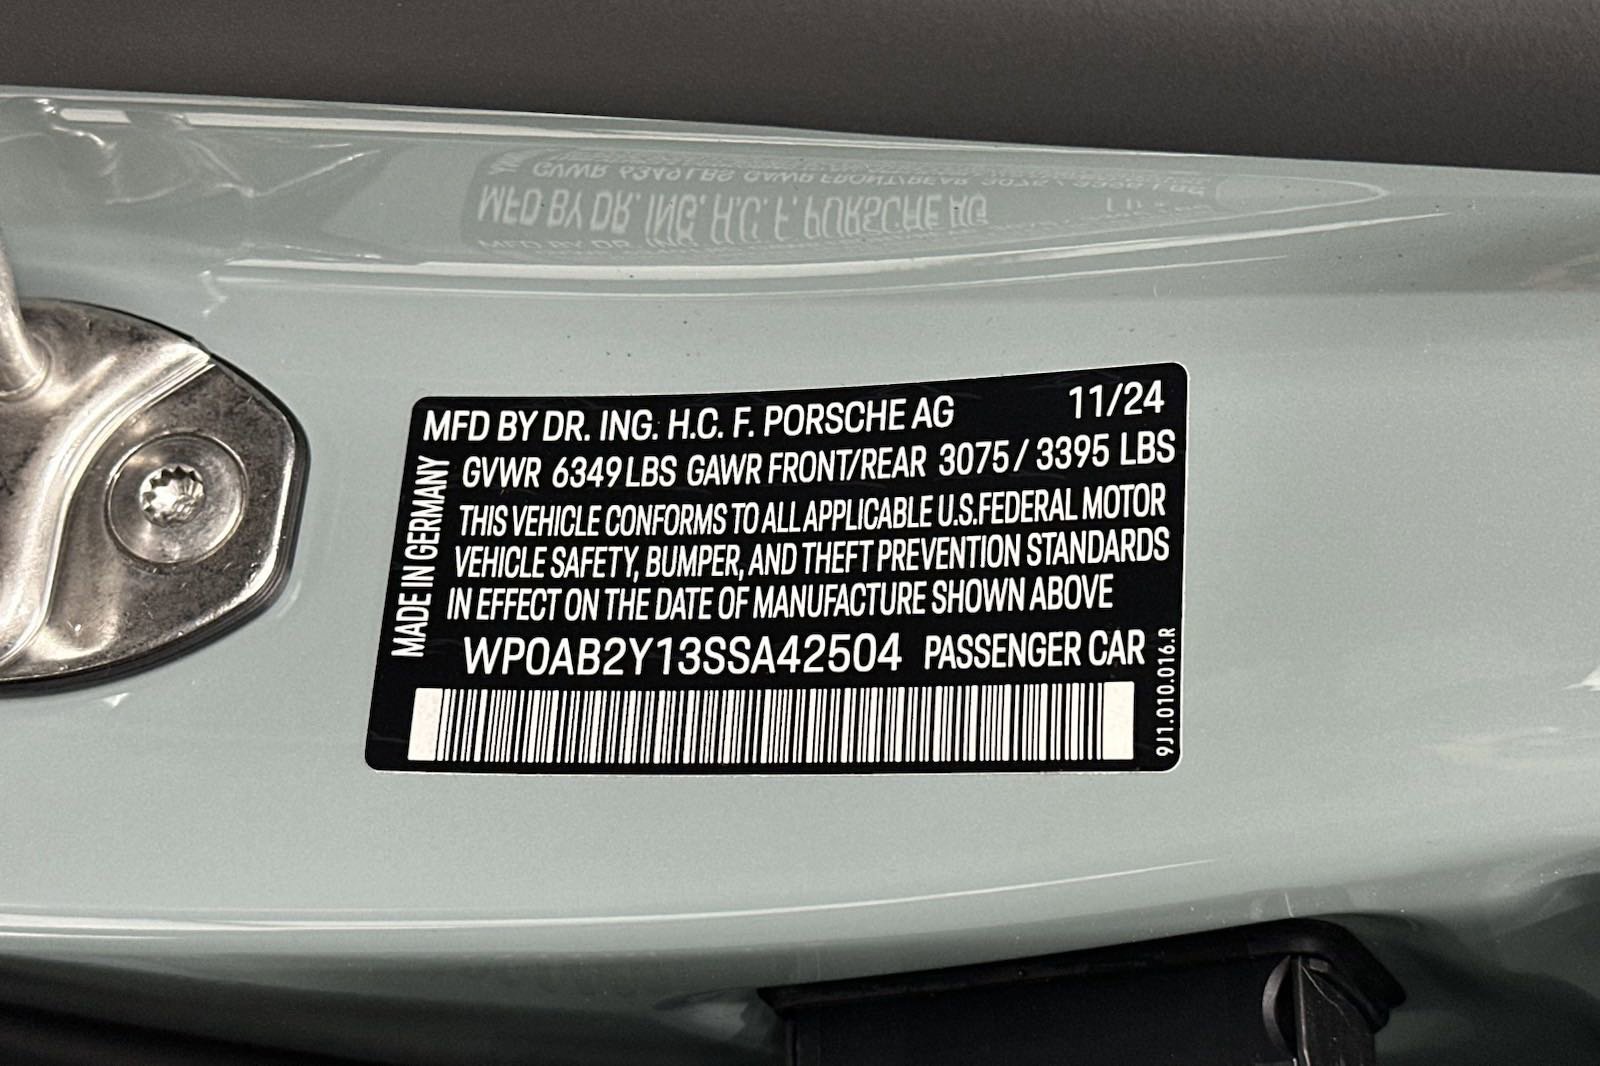 MFD BY DR. ING. H.C. F. PORSCHE AG 11/24
GVWR 6349 LBS GAWR FRONT/REAR 3075 / 3395 LBS
THIS VEHICLE CONFORMS TO ALL APPLICABLE U.S. FEDERAL MOTOR
VEHICLE SAFETY, BUMPER, AND THEFT PREVENTION STANDARDS
IN EFFECT ON THE DATE OF MANUFACTURE SHOWN ABOVE
WP0AB2Y13SSA42504 PASSENGER CAR
MADE IN GERMANY
9J1.010.016.R